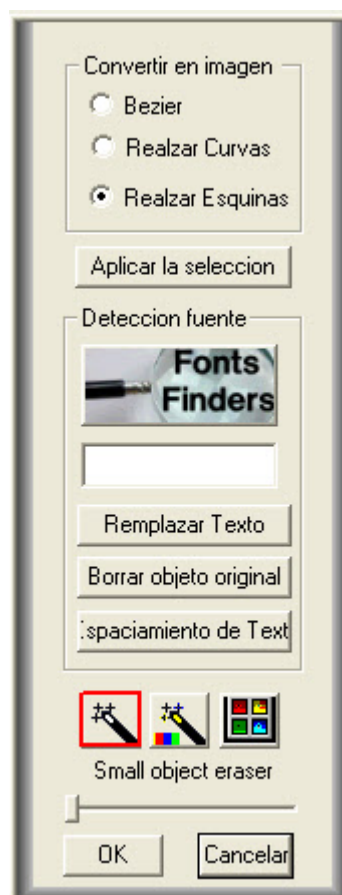 Convertir en imagen
Bezier
Realzar Curvas
Realzar Esquinas
Aplicar la seleccion
Deteccion fuente
Fonts
Finders
Remplazar Texto
Borrar objeto original
spaciamiento de Text
Small object eraser
OK
Cancelar